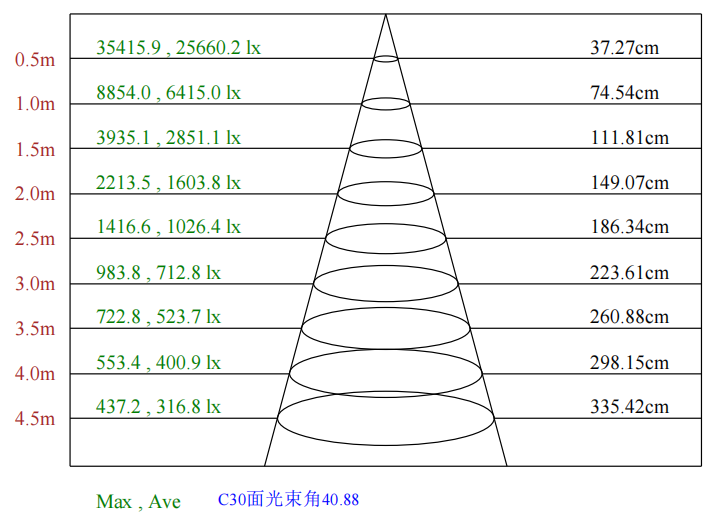 35415.9 , 25660.2 lx 37.27cm
0.5m
8854.0 , 6415.0 lx 74.54cm
1.0m
3935.1 , 2851.1 lx 111.81cm
1.5m
2213.5 , 1603.8 lx 149.07cm
2.0m
1416.6 , 1026.4 lx 186.34cm
2.5m
983.8 , 712.8 lx 223.61cm
3.0m
722.8 , 523.7 lx 260.88cm
3.5m
553.4 , 400.9 lx 298.15cm
4.0m
437.2 , 316.8 lx 335.42cm
4.5m
Max , Ave C30面光束角40.88